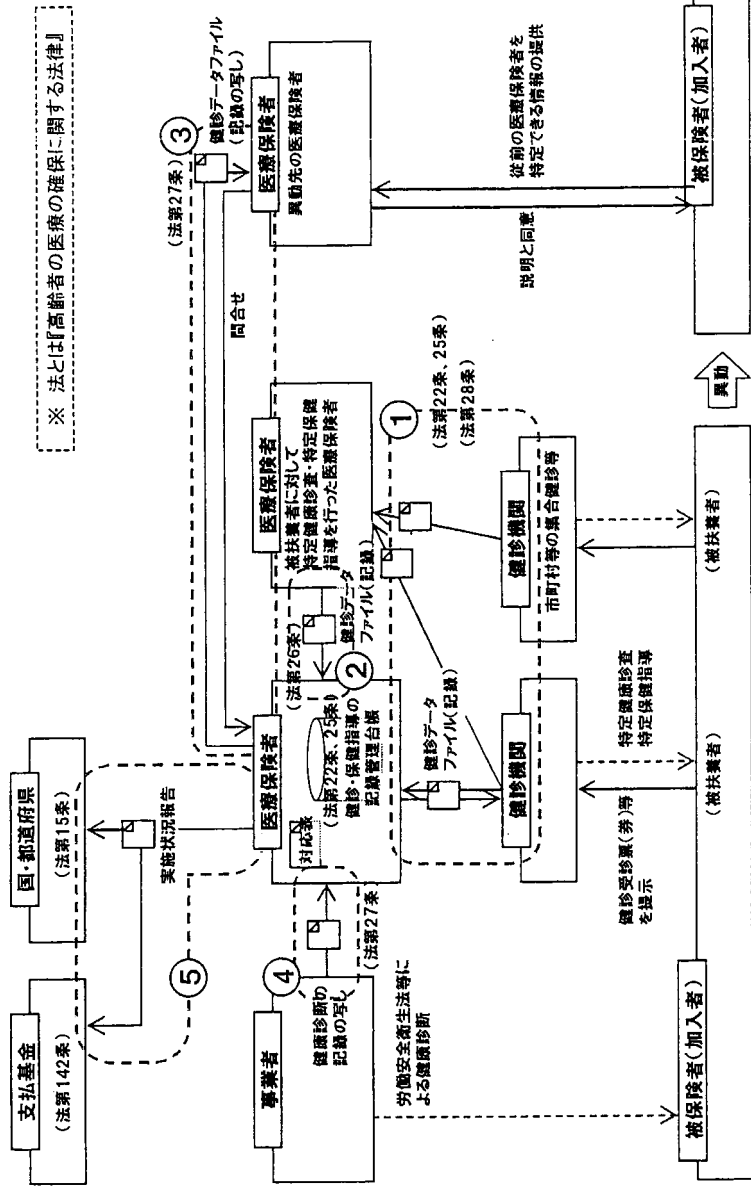 ※ 法とは『高齢者の医療の確保に関する法律』
支払基金
(法第142条)
国・都道府県
(法第15条)
実施状況報告
⑤
事業者
④
健康診断の
記録の写し
(法第27条)
労働安全衛生法等に
よる健康診断
医療保険者
対応表
(法第22条、25条)
健診・保健指導の
記録管理台帳
(法第26条)
②
健診データ
ファイル(記録)
医療保険者
被扶養者に対して
特定健康診査・特定保健
指導を行った医療保険者
問合せ
(法第27条)
③
健診データファイル
(記録の写し)
医療保険者
異動先の医療保険者
①
(法第22条、25条)
(法第28条)
健診データ
ファイル(記録)
健診機関
健診機関
市町村等の集合健診等
健診受診票(券)等
を提示
特定健康診査
特定保健指導
説明と同意
従前の医療保険者を
特定できる情報の提供
被保険者(加入者)
(被扶養者)
(被扶養者)
異動
被保険者(加入者)